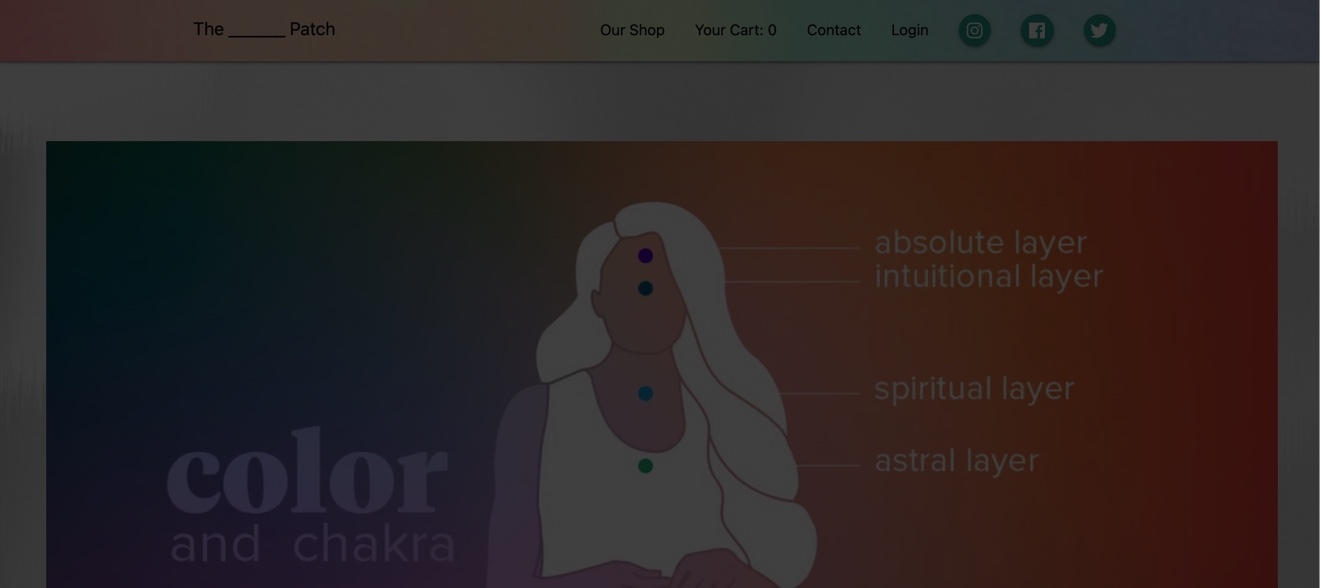 The ______ Patch
Our Shop
Your Cart: 0
Contact
Login
absolute layer
intuitional layer
spiritual layer
astral layer
color
and chakra